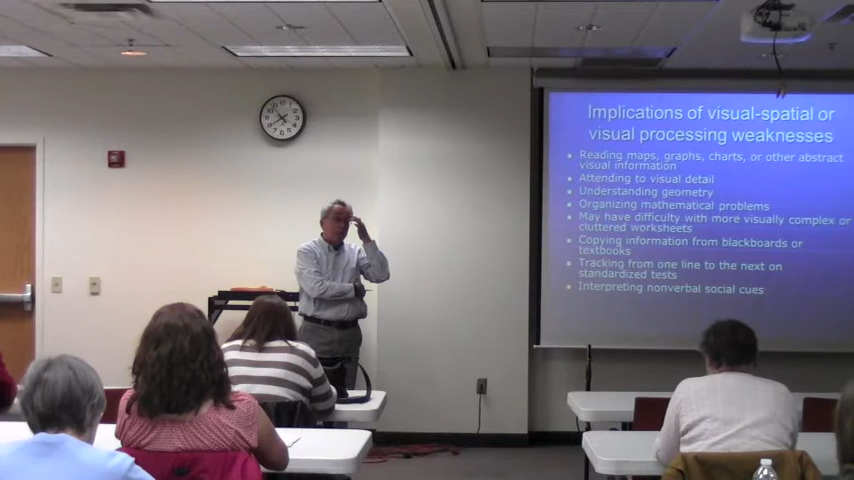 Implications of visual-spatial or
visual processing weaknesses
Reading maps, graphs, charts, or other abstract
visual information
Attending to visual detail
Understanding geometry
Organizing mathematical problems
May have difficulty with more visually complex or
cluttered worksheets
Copying information from blackboards or
textbooks
Tracking from one line to the next on
standardized tests
Interpreting nonverbal social cues